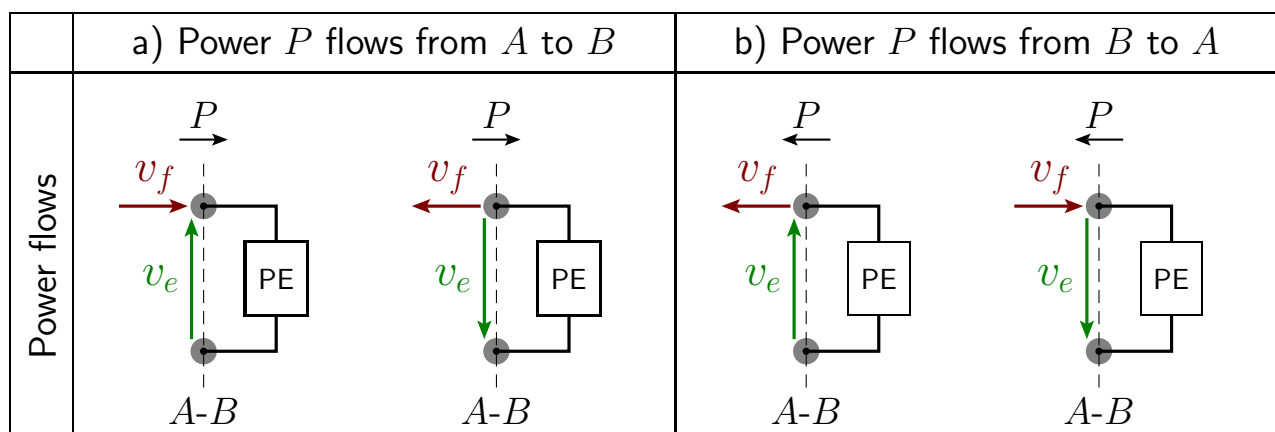 a) Power P flows from A to B
b) Power P flows from B to A
Power flows
P
v_f
v_e
PE
A-B
P
v_f
v_e
PE
A-B
P
v_f
v_e
PE
A-B
P
v_f
v_e
PE
A-B